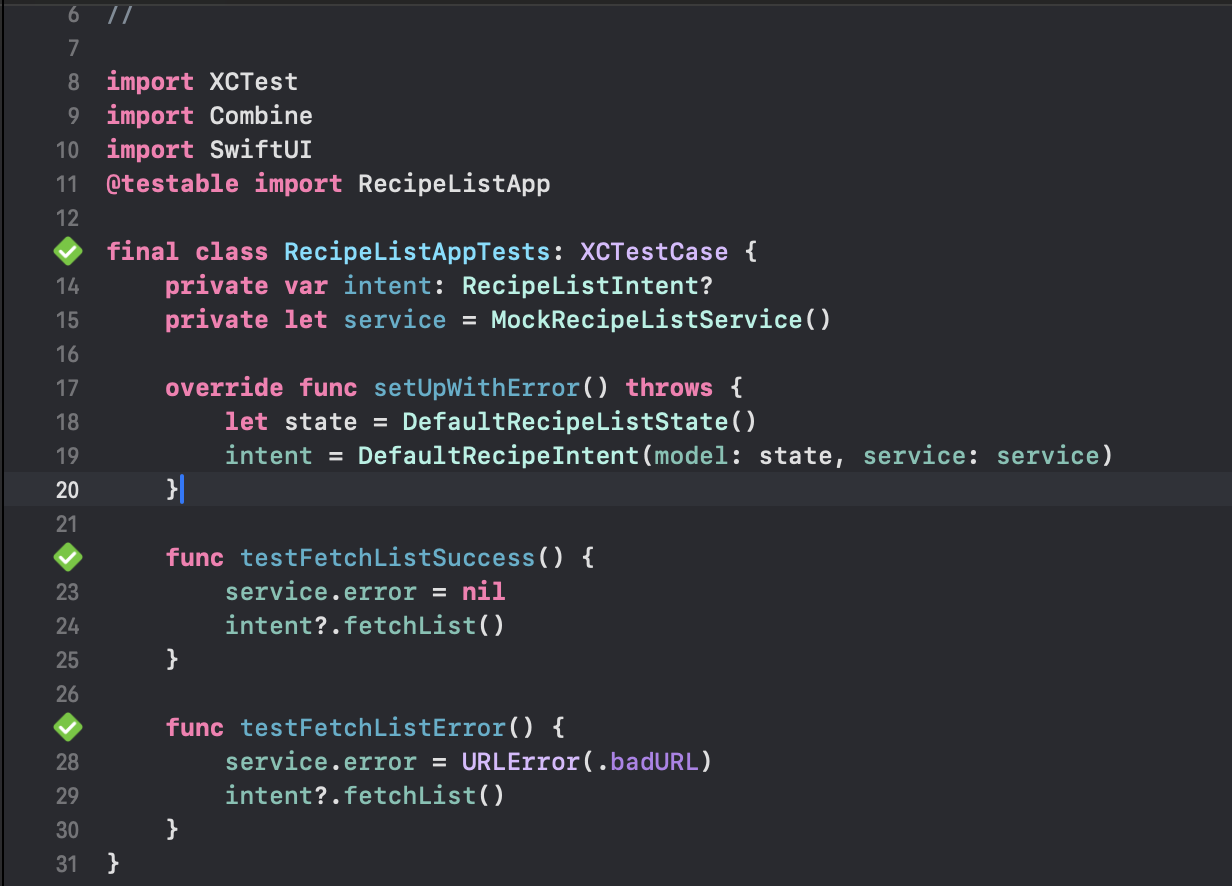 6 //
7
8 import XCTest
9 import Combine
10 import SwiftUI
11 @testable import RecipeListApp
12
final class RecipeListAppTests: XCTestCase {
14     private var intent: RecipeListIntent?
15     private let service = MockRecipeListService()
16
17     override func setUpWithError() throws {
18         let state = DefaultRecipeListState()
19         intent = DefaultRecipeIntent(model: state, service: service)
20     }
21
    func testFetchListSuccess() {
23         service.error = nil
24         intent?.fetchList()
25     }
26
    func testFetchListError() {
28         service.error = URLError(.badURL)
29         intent?.fetchList()
30     }
31 }